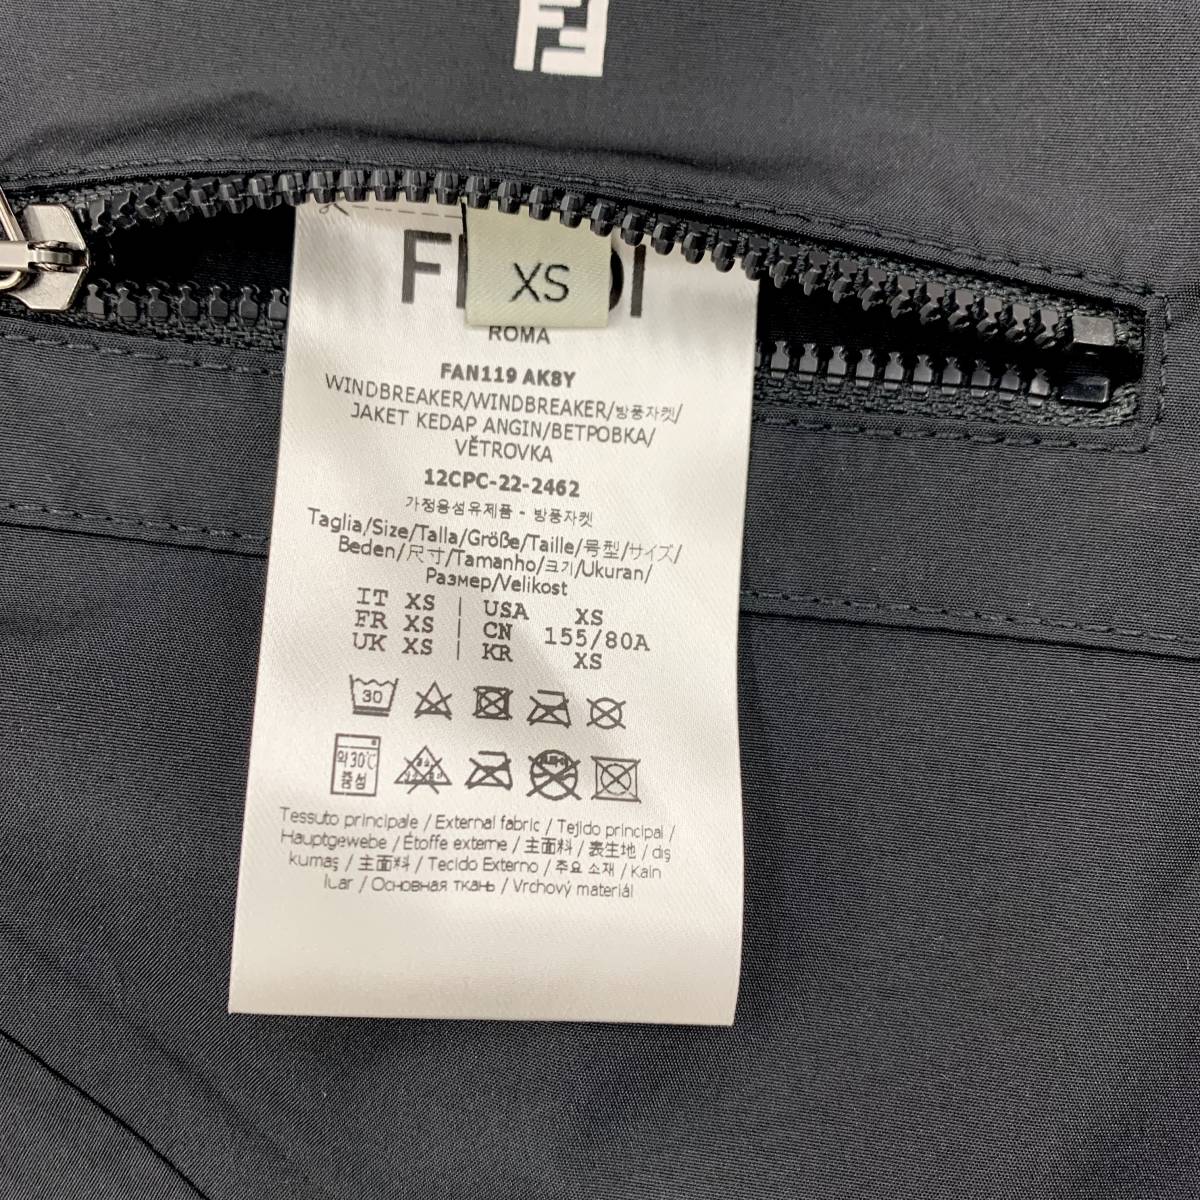 XS
ROMA
FAN119 AK8Y
WINDBREAKER/WINDBREAKER/방풍자켓/
JAKET KEDAP ANGIN/ВЕТРОВКА/
VĚTROVKA
12CPC-22-2462
가정용섬유제품 - 방풍자켓
Taglia/Size/Talla/Größe/Taille/号型/サイズ/
Beden/尺寸/Tamanho/크기/Ukuran/
Размер/Velikost
IT XS | USA XS
FR XS | CN 155/80A
UK XS | KR XS
30
약30℃
중성
Tessuto principale / External fabric / Tejido principal /
Hauptgewebe / Étoffe externe / 主面料 / 表生地 / dış
kumaş / 主面料 / Tecido Externo / 주요 소재 / Kain
luar / Основная ткань / Vrchový materiál